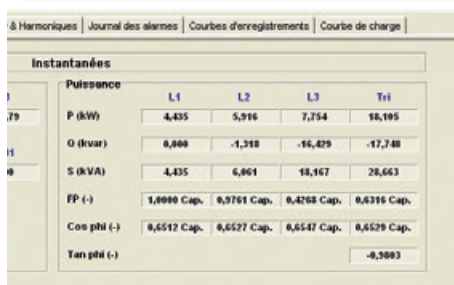 & Harmoniques | Journal des alarmes | Courbes d'enregistrements | Courbe de charge
Instantanées
Puissance
3 L1 L2 L3 Tri
,79 P (kW) 4,435 5,916 7,754 18,105
Q (kvar) 0,000 -1,318 -16,429 -17,748
S (kVA) 4,435 6,061 18,167 28,663
FP (-) 1,0000 Cap. 0,9761 Cap. 0,4268 Cap. 0,6316 Cap.
Cos phi (-) 0,6512 Cap. 0,6527 Cap. 0,6547 Cap. 0,6529 Cap.
Tan phi (-) -0,9803